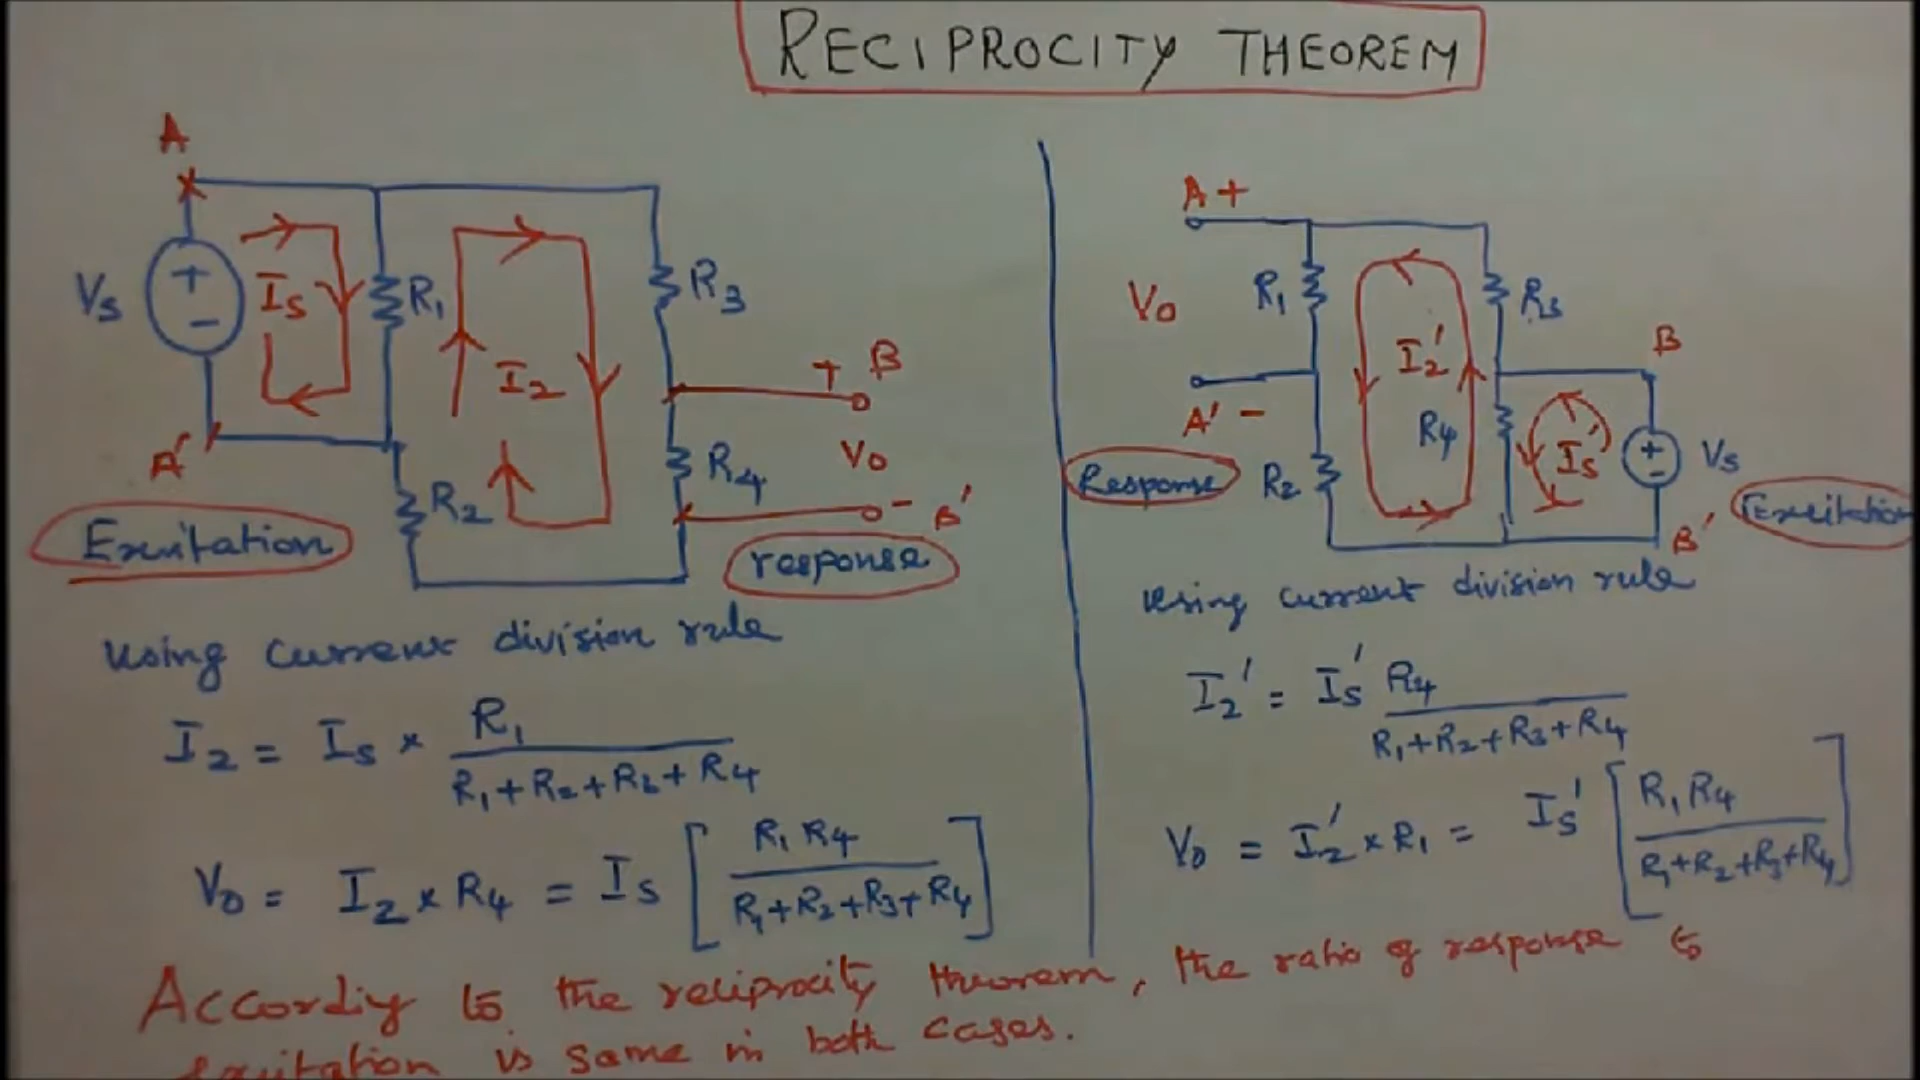 RECIPROCITY THEOREM
A
Vs
+
−
Is
R1
I2
R3
+ B
A'
R2
R4
Vo
- B'
Excitation
response
using current division rule
I2 = Is × R1 / R1+R2+R3+R4
Vo = I2 × R4 = Is [ R1 R4 / R1+R2+R3+R4 ]
A +
Vo
R1
I2'
R3
B
A' -
R4
Is'
+
-
Vs
Response
R2
B'
Excitation
using current division rule
I2' = Is' R4 / R1+R2+R3+R4
Vo = I2' × R1 = Is' [ R1 R4 / R1+R2+R3+R4 ]
Accordig to the reciprocity theorem, the ratio of response to
excitation is same in both cases.